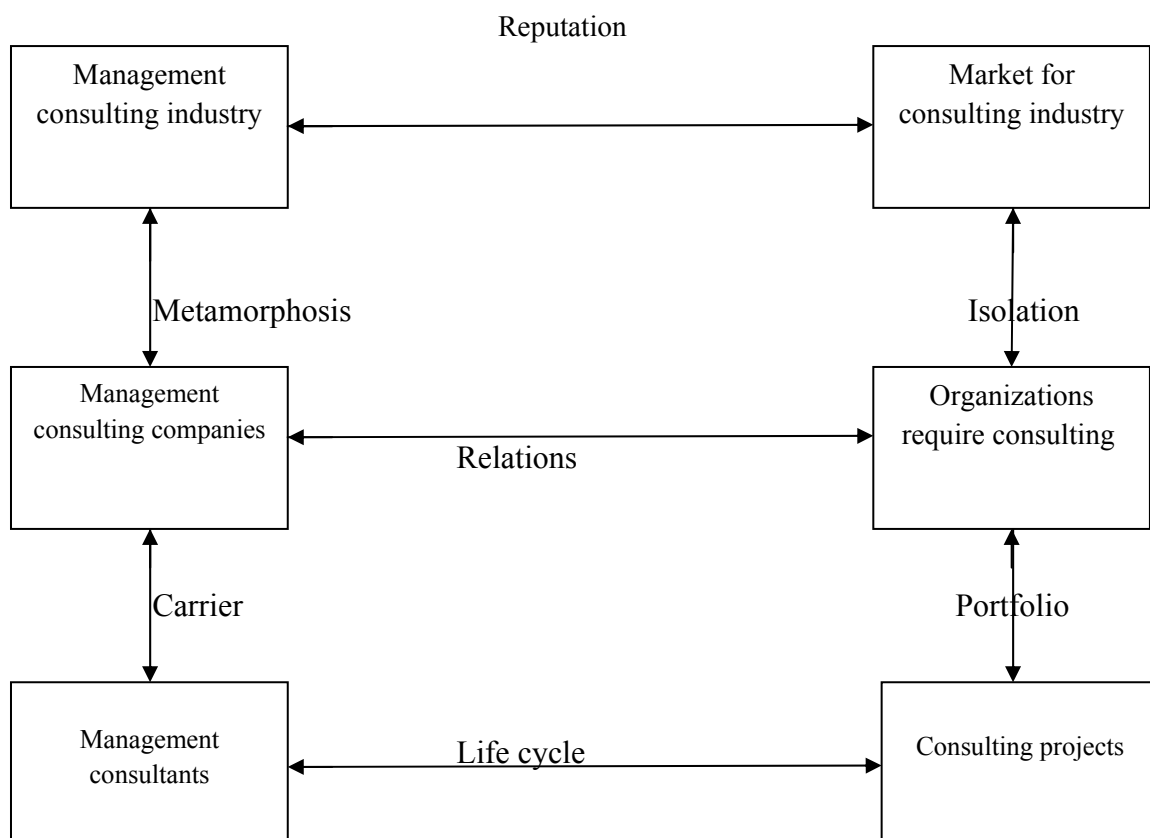 Reputation
Management
consulting industry
Market for
consulting industry
Metamorphosis
Isolation
Management
consulting companies
Organizations
require consulting
Relations
Carrier
Portfolio
Management
consultants
Life cycle
Consulting projects